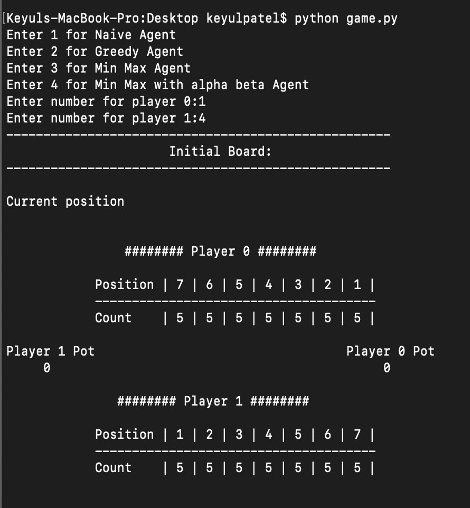 [Keyuls-MacBook-Pro:Desktop keyulpatel$ python game.py
Enter 1 for Naive Agent
Enter 2 for Greedy Agent
Enter 3 for Min Max Agent
Enter 4 for Min Max with alpha beta Agent
Enter number for player 0:1
Enter number for player 1:4
----------------------------------------------------
Initial Board:
----------------------------------------------------
Current position
######## Player 0 ########
Position | 7 | 6 | 5 | 4 | 3 | 2 | 1 |
--------------------------------------
Count | 5 | 5 | 5 | 5 | 5 | 5 | 5 |
Player 1 Pot Player 0 Pot
0 0
######## Player 1 ########
Position | 1 | 2 | 3 | 4 | 5 | 6 | 7 |
--------------------------------------
Count | 5 | 5 | 5 | 5 | 5 | 5 | 5 |